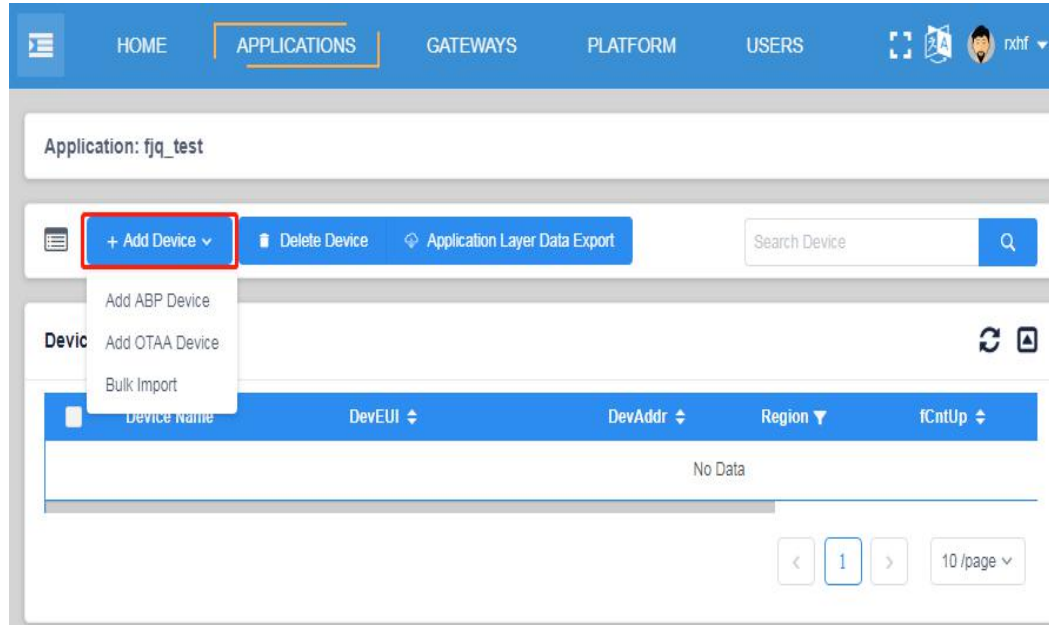 HOME APPLICATIONS GATEWAYS PLATFORM USERS rxhf
Application: fjq_test
+ Add Device Delete Device Application Layer Data Export Search Device
Add ABP Device
Devic Add OTAA Device
Bulk Import
Device Name DevEUI DevAddr Region fCntUp
No Data
< 1 > 10 /page